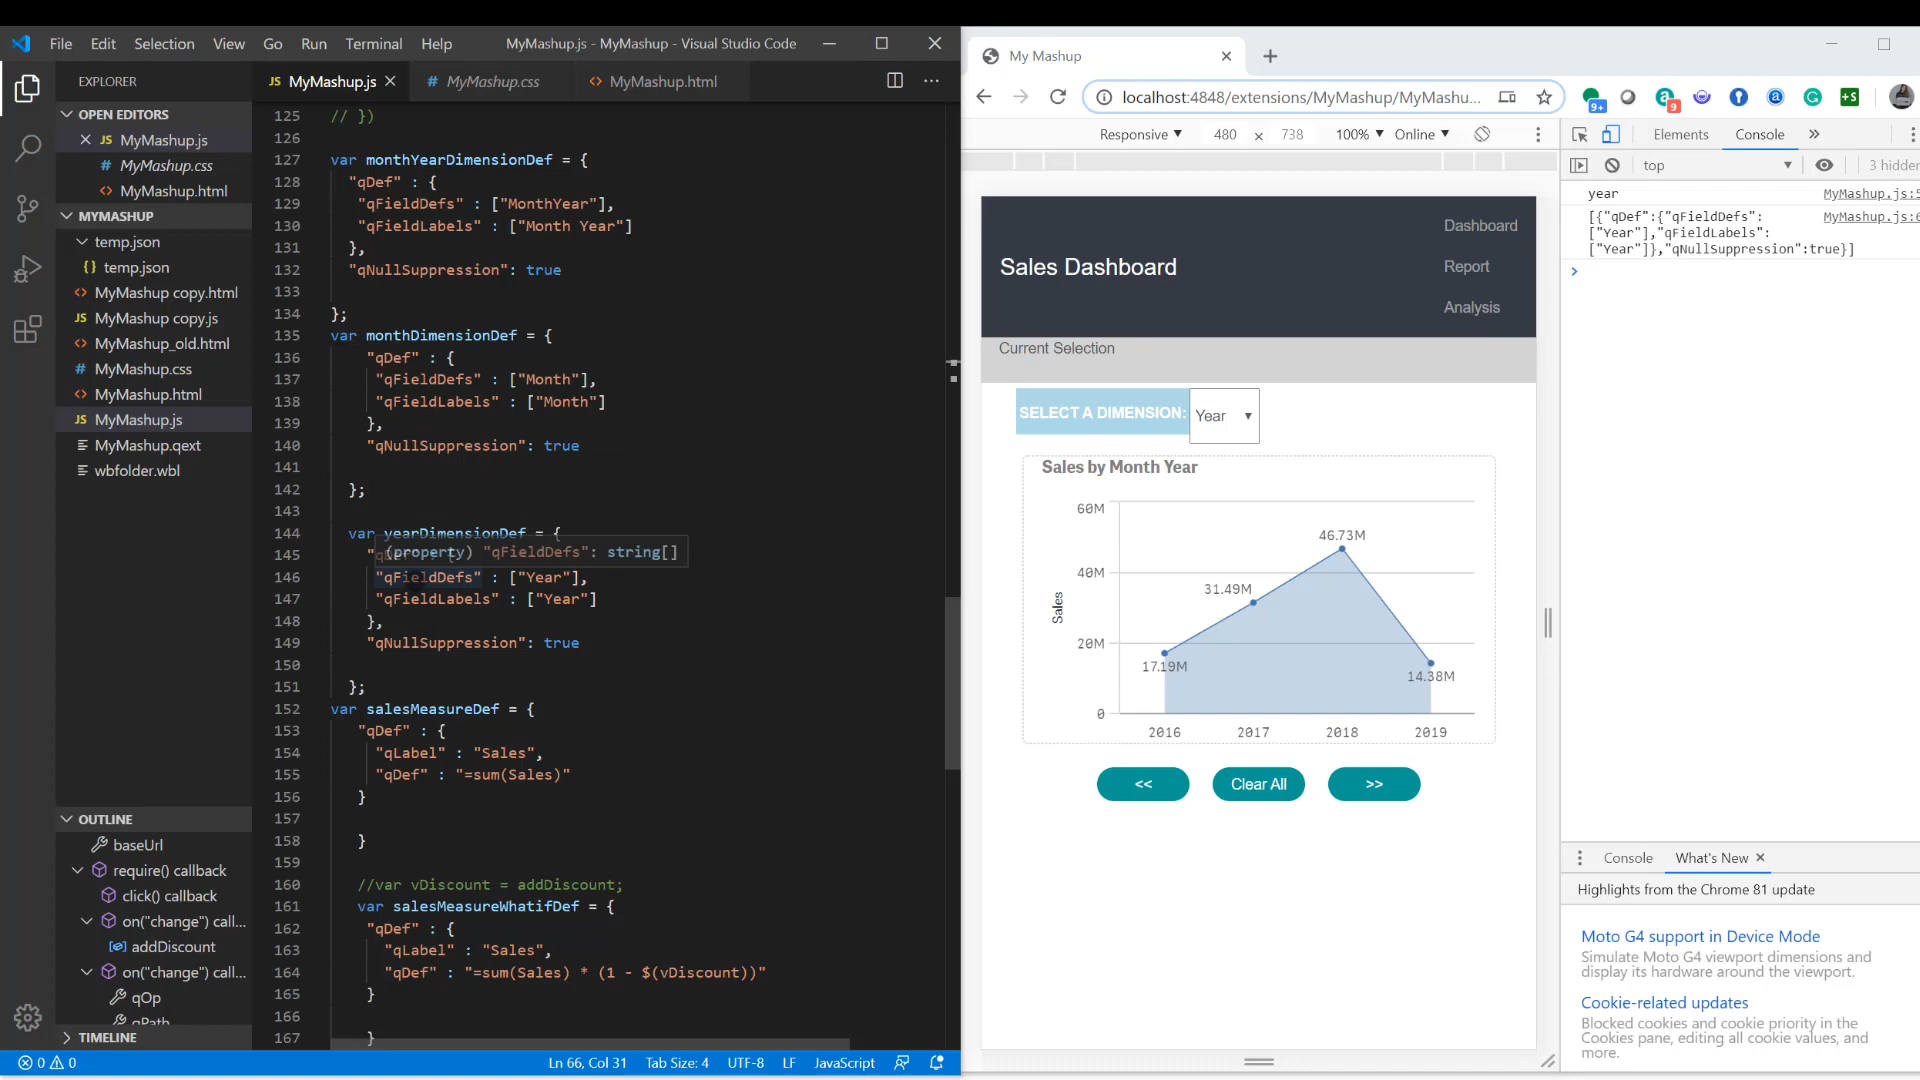 File Edit Selection View Go Run Terminal Help
MyMashup.js - MyMashup - Visual Studio Code
EXPLORER
OPEN EDITORS
JS MyMashup.js
# MyMashup.css
<> MyMashup.html
MYMASHUP
temp.json
{} temp.json
<> MyMashup copy.html
JS MyMashup copy.js
<> MyMashup_old.html
# MyMashup.css
<> MyMashup.html
JS MyMashup.js
MyMashup.qext
wbfolder.wbl
OUTLINE
baseUrl
require() callback
click() callback
on("change") call...
addDiscount
on("change") call...
qOp
TIMELINE
JS MyMashup.js
# MyMashup.css
<> MyMashup.html
125 // })
126
127 var monthYearDimensionDef = {
128 "qDef" : {
129 "qFieldDefs" : ["MonthYear"],
130 "qFieldLabels" : ["Month Year"]
131 },
132 "qNullSuppression": true
133
134 };
135 var monthDimensionDef = {
136 "qDef" : {
137 "qFieldDefs" : ["Month"],
138 "qFieldLabels" : ["Month"]
139 },
140 "qNullSuppression": true
141
142 };
143
144 var yearDimensionDef = {
145
(property) "qFieldDefs": string[]
146 "qFieldDefs" : ["Year"],
147 "qFieldLabels" : ["Year"]
148 },
149 "qNullSuppression": true
150
151 };
152 var salesMeasureDef = {
153 "qDef" : {
154 "qLabel" : "Sales",
155 "qDef" : "=sum(Sales)"
156 }
157
158 }
159
160 //var vDiscount = addDiscount;
161 var salesMeasureWhatifDef = {
162 "qDef" : {
163 "qLabel" : "Sales",
164 "qDef" : "=sum(Sales) * (1 - $(vDiscount))"
165 }
166
167 }
0 0
Ln 66, Col 31 Tab Size: 4 UTF-8 LF JavaScript
My Mashup
localhost:4848/extensions/MyMashup/MyMashu...
9+
9
+S
Responsive 480 × 738 100% Online
Sales Dashboard
Dashboard
Report
Analysis
Current Selection
SELECT A DIMENSION: Year
Sales by Month Year
60M
40M
20M
0
Sales
17.19M
31.49M
46.73M
14.38M
2016 2017 2018 2019
<< Clear All >>
Elements Console »
top 3 hidden
year MyMashup.js:5
[{"qDef":{"qFieldDefs": MyMashup.js:6
["Year"],"qFieldLabels":
["Year"]},"qNullSuppression":true}]
Console What's New
Highlights from the Chrome 81 update
Moto G4 support in Device Mode
Simulate Moto G4 viewport dimensions and
display its hardware around the viewport.
Cookie-related updates
Blocked cookies and cookie priority in the
Cookies pane, editing all cookie values, and
more.